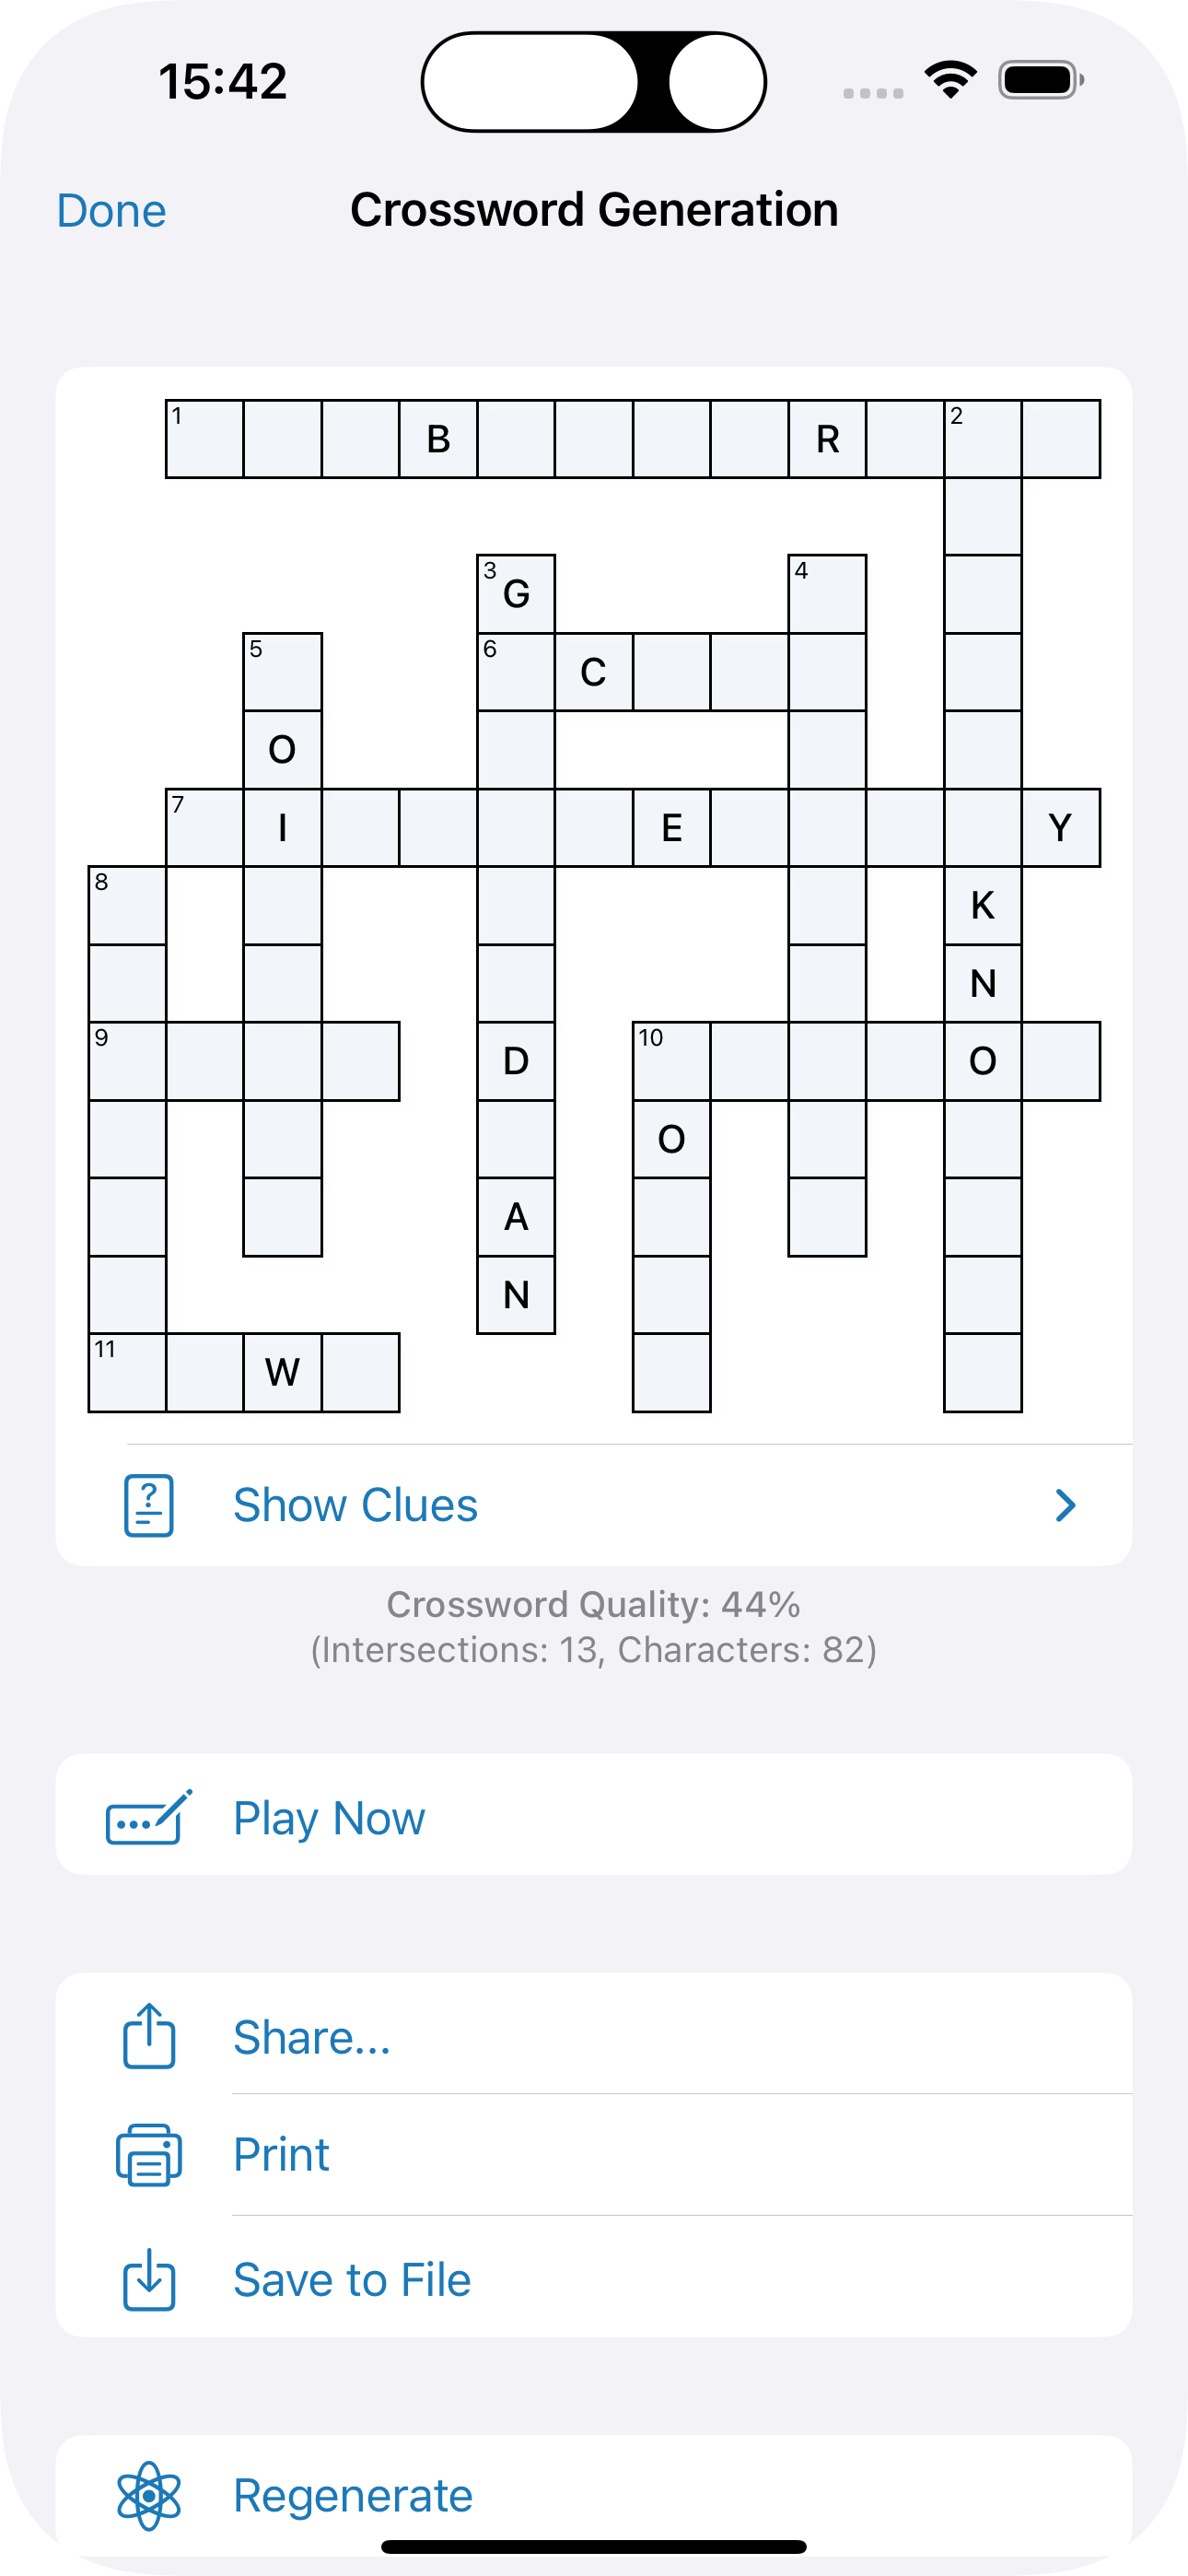 15:42
Done Crossword Generation
1 B R 2
3 G 4
5 6 C
O
7 I E Y
8 K
N
9 D 10 O
O
A
N
11 W
Show Clues
Crossword Quality: 44%
(Intersections: 13, Characters: 82)
Play Now
Share...
Print
Save to File
Regenerate